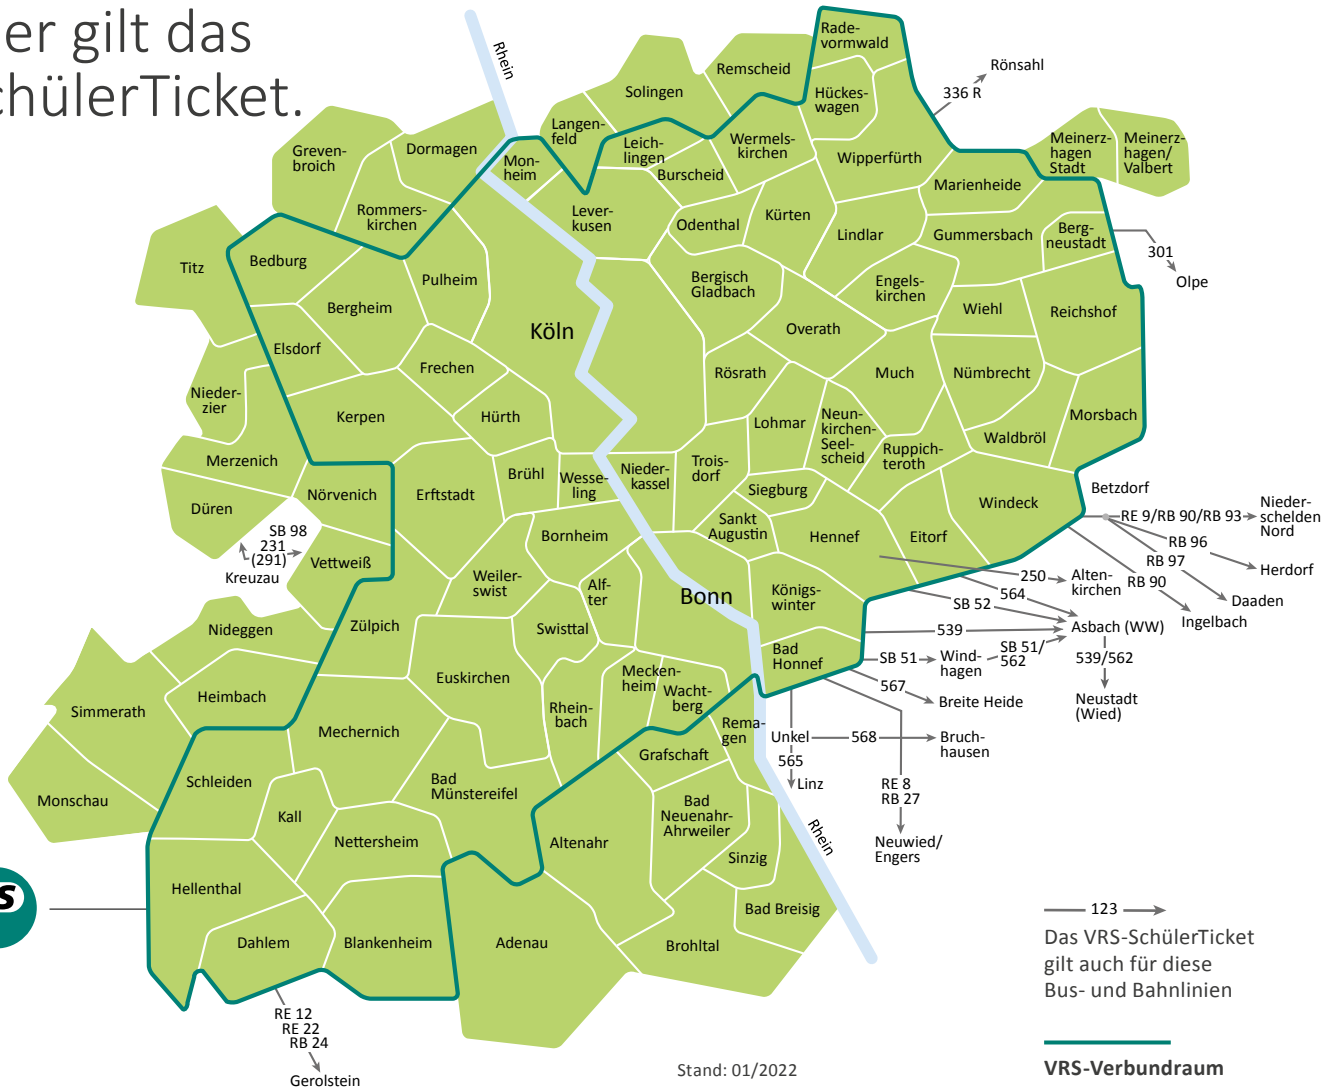 er gilt das
chülerTicket.
Rhein
Rade-
vormwald
Solingen
Remscheid
Hückes-
wagen
336 R
Rönsahl
Greven-
broich
Dormagen
Langen-
feld
Leich-
lingen
Wermels-
kirchen
Wipperfürth
Meinerz-
hagen
Stadt
Meinerz-
hagen/
Valbert
Mon-
heim
Burscheid
Marienheide
Rommers-
kirchen
Lever-
kusen
Odenthal
Kürten
Lindlar
Gummersbach
Berg-
neustadt
301
Olpe
Titz
Bedburg
Pulheim
Bergheim
Bergisch
Gladbach
Engels-
kirchen
Wiehl
Reichshof
Köln
Overath
Elsdorf
Frechen
Rösrath
Much
Nümbrecht
Nieder-
zier
Kerpen
Hürth
Lohmar
Neun-
kirchen-
Seel-
scheid
Morsbach
Waldbröl
Ruppich-
teroth
Merzenich
Nörvenich
Düren
Erftstadt
Brühl
Wesse-
ling
Nieder-
kassel
Trois-
dorf
Siegburg
Windeck
Betzdorf
RE 9/RB 90/RB 93
Nieder-
schelden
Nord
RB 96
Herdorf
RB 97
Daaden
RB 90
Ingelbach
SB 98
231
(291)
Kreuzau
Vettweiß
Bornheim
Sankt
Augustin
Hennef
Eitorf
250
Alten-
kirchen
564
SB 52
Asbach (WW)
539
SB 51
Wind-
hagen
SB 51/
562
539/562
Neustadt
(Wied)
567
Breite Heide
Weiler-
swist
Alf-
ter
Bonn
Königs-
winter
Bad
Honnef
Nideggen
Zülpich
Swisttal
Heimbach
Euskirchen
Mecken-
heim
Wacht-
berg
Rhein-
bach
Rema-
gen
Unkel
568
Bruch-
hausen
565
Linz
RE 8
RB 27
Neuwied/
Engers
Simmerath
Mechernich
Grafschaft
Monschau
Schleiden
Kall
Bad
Münstereifel
Bad
Neuenahr-
Ahrweiler
Rhein
Nettersheim
Altenahr
Sinzig
Hellenthal
S
Bad Breisig
Dahlem
Blankenheim
Adenau
Brohltal
RE 12
RE 22
RB 24
Gerolstein
Stand: 01/2022
123
Das VRS-SchülerTicket
gilt auch für diese
Bus- und Bahnlinien
VRS-Verbundraum